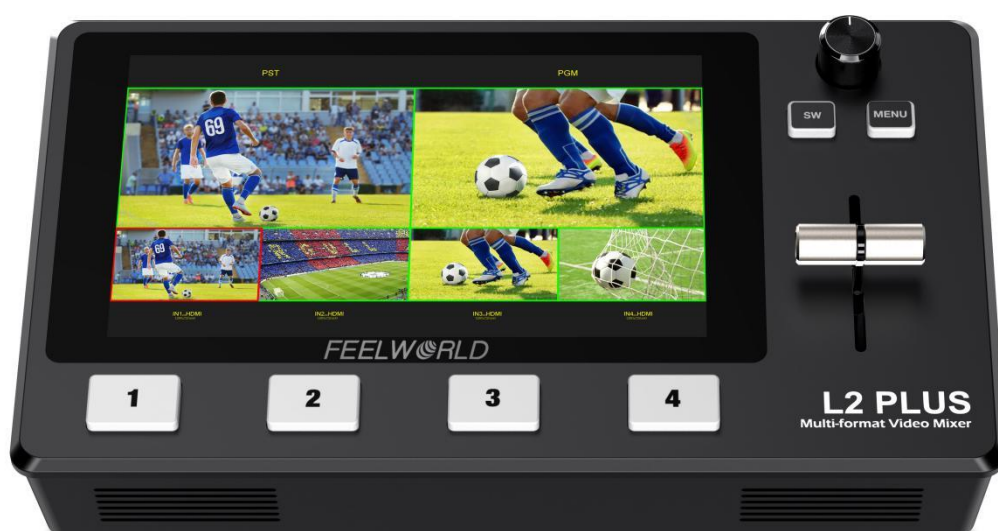 PST
PGM
69
69
IN1_HDMI
IN2_HDMI
IN3_HDMI
IN4_HDMI
FEELWORLD
1
2
3
4
SW
MENU
L2 PLUS
Multi-format Video Mixer